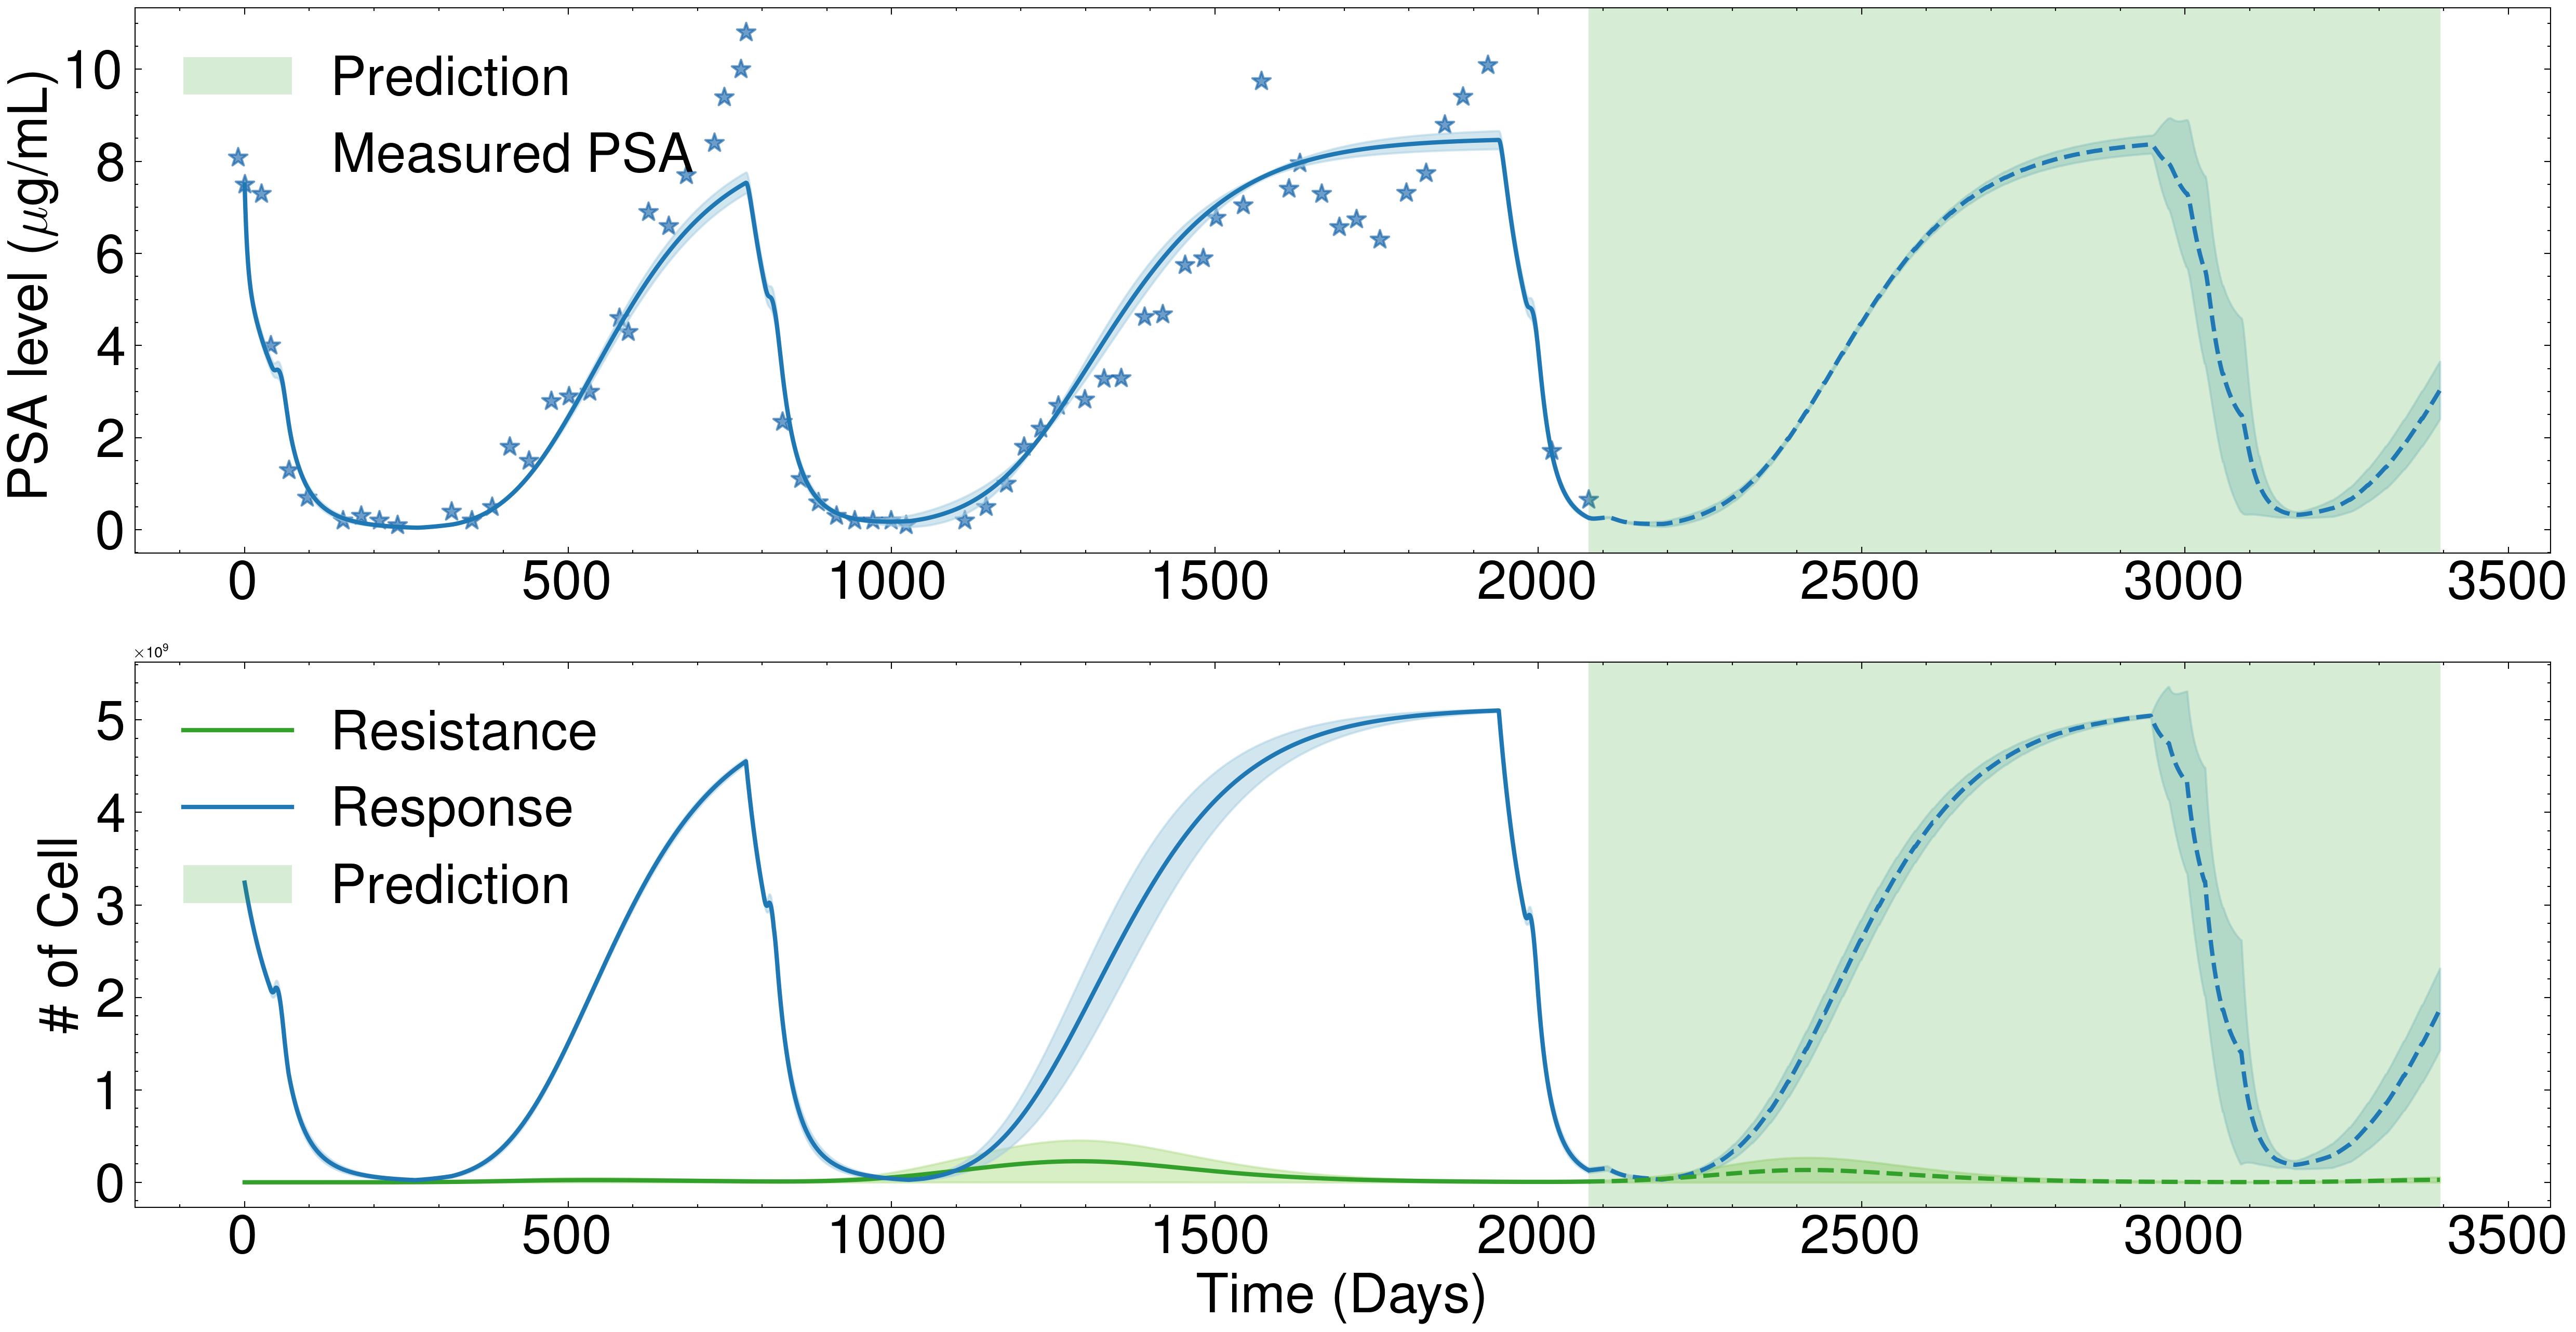 PSA level (μg/mL)
10
8
6
4
2
0
Prediction
Measured PSA
0 500 1000 1500 2000 2500 3000 3500
×10⁹
# of Cell
5
4
3
2
1
0
Resistance
Response
Prediction
0 500 1000 1500 2000 2500 3000 3500
Time (Days)